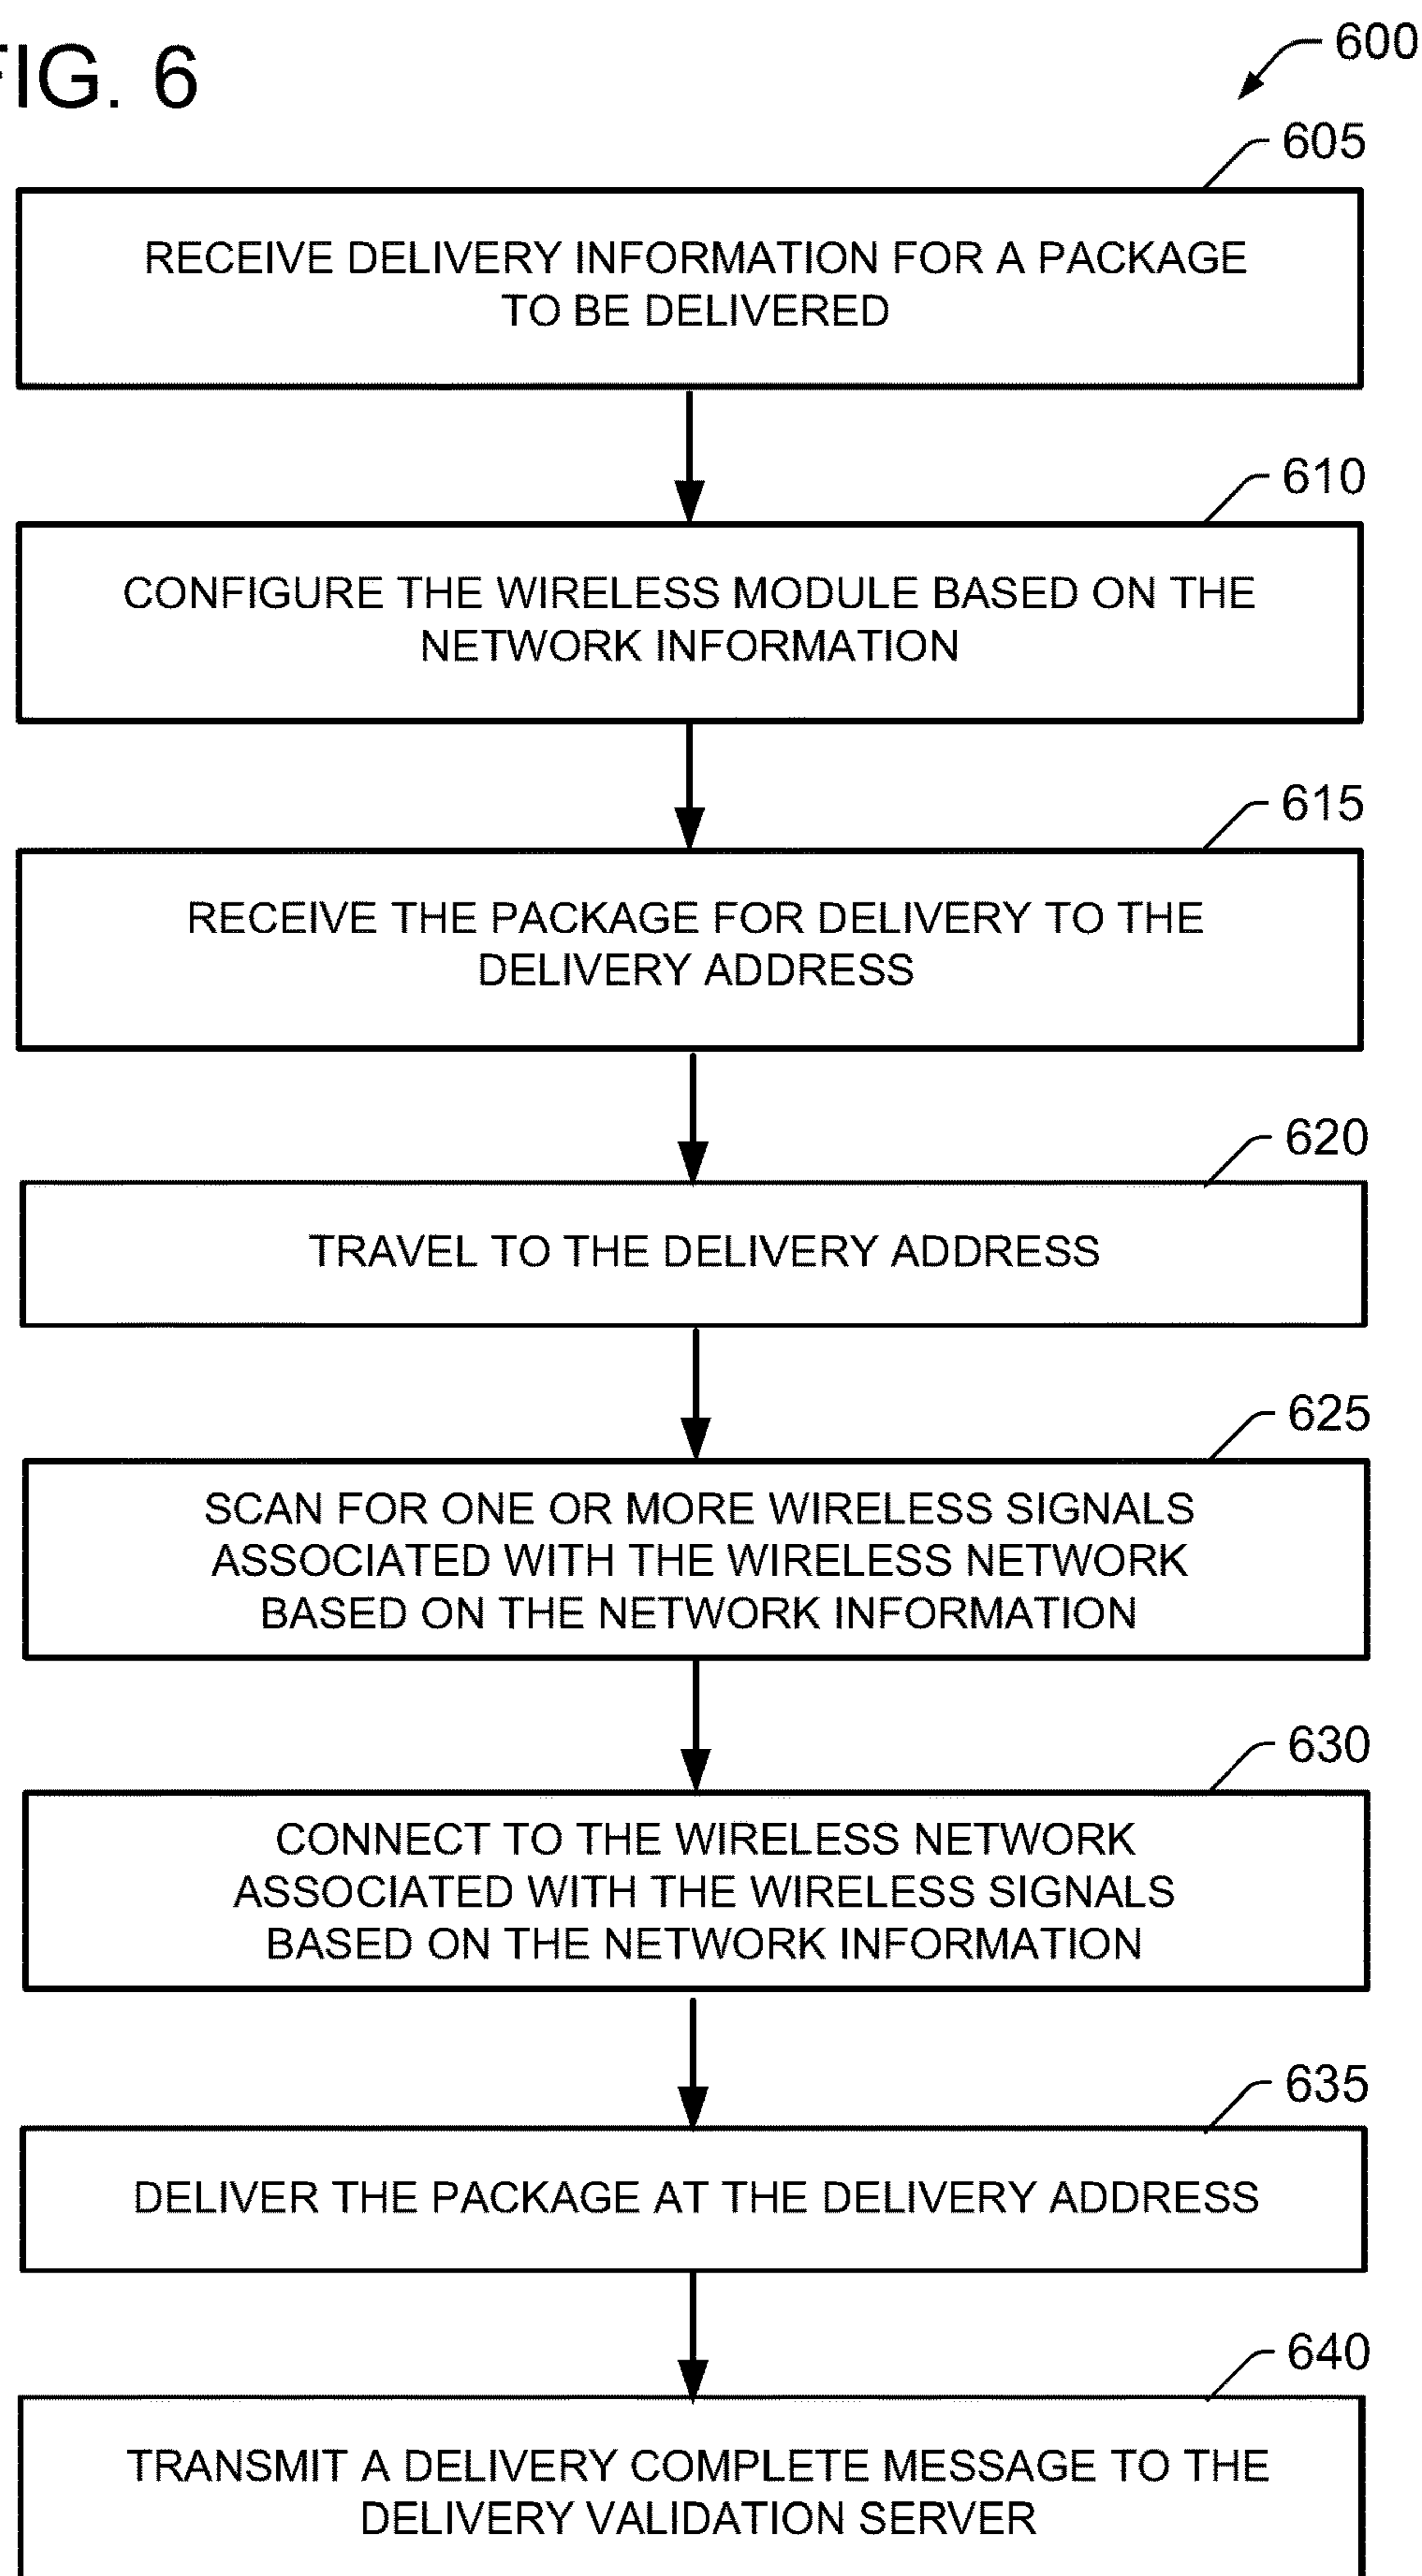 FIG. 6
600
605
RECEIVE DELIVERY INFORMATION FOR A PACKAGE
TO BE DELIVERED
610
CONFIGURE THE WIRELESS MODULE BASED ON THE
NETWORK INFORMATION
615
RECEIVE THE PACKAGE FOR DELIVERY TO THE
DELIVERY ADDRESS
620
TRAVEL TO THE DELIVERY ADDRESS
625
SCAN FOR ONE OR MORE WIRELESS SIGNALS
ASSOCIATED WITH THE WIRELESS NETWORK
BASED ON THE NETWORK INFORMATION
630
CONNECT TO THE WIRELESS NETWORK
ASSOCIATED WITH THE WIRELESS SIGNALS
BASED ON THE NETWORK INFORMATION
635
DELIVER THE PACKAGE AT THE DELIVERY ADDRESS
640
TRANSMIT A DELIVERY COMPLETE MESSAGE TO THE
DELIVERY VALIDATION SERVER